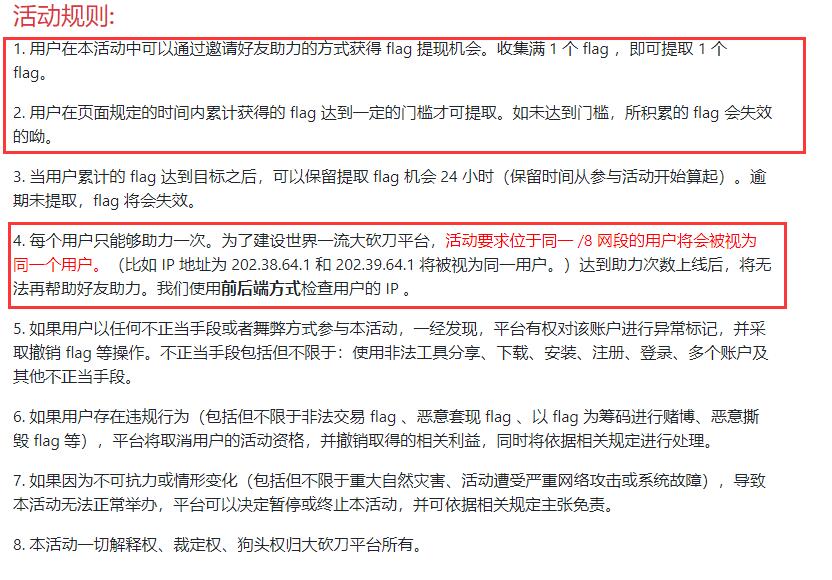 活动规则:
1. 用户在本活动中可以通过邀请好友助力的方式获得 flag 提现机会。收集满 1 个 flag ，即可提取 1 个
flag。
2. 用户在页面规定的时间内累计获得的 flag 达到一定的门槛才可提取。如未达到门槛，所积累的 flag 会失效
的呦。
3. 当用户累计的 flag 达到目标之后，可以保留提取 flag 机会 24 小时（保留时间从参与活动开始算起）。逾
期未提取，flag 将会失效。
4. 每个用户只能够助力一次。为了建设世界一流大砍刀平台，活动要求位于同一 /8 网段的用户将会被视为
同一个用户。（比如 IP 地址为 202.38.64.1 和 202.39.64.1 将被视为同一用户。）达到助力次数上线后，将无
法再帮助好友助力。我们使用前后端方式检查用户的 IP 。
5. 如果用户以任何不正当手段或者舞弊方式参与本活动，一经发现，平台有权对该账户进行异常标记，并采
取撤销 flag 等操作。不正当手段包括但不限于：使用非法工具分享、下载、安装、注册、登录、多个账户及
其他不正当手段。
6. 如果用户存在违规行为（包括但不限于非法交易 flag 、恶意套现 flag 、以 flag 为筹码进行赌博、恶意撕
毁 flag 等），平台将取消用户的活动资格，并撤销取得的相关利益，同时将依据相关规定进行处理。
7. 如果因为不可抗力或情形变化（包括但不限于重大自然灾害、活动遭受严重网络攻击或系统故障），导致
本活动无法正常举办，平台可以决定暂停或终止本活动，并可依据相关规定主张免责。
8. 本活动一切解释权、裁定权、狗头权归大砍刀平台所有。